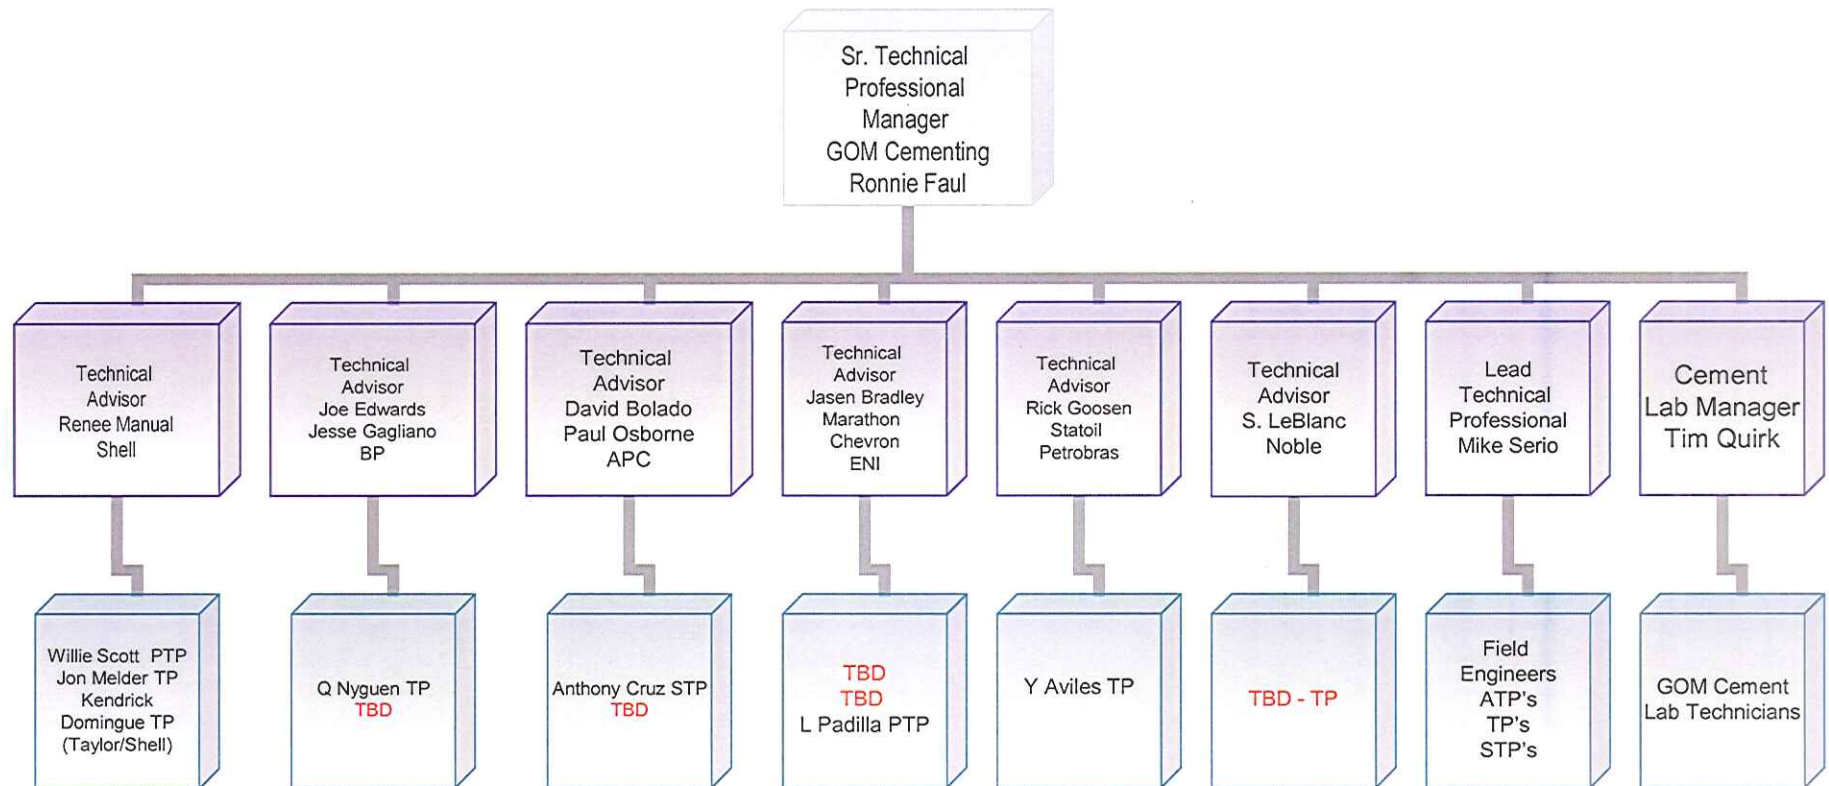 Sr. Technical
Professional
Manager
GOM Cementing
Ronnie Faul
Technical
Advisor
Renee Manual
Shell
Technical
Advisor
Joe Edwards
Jesse Gagliano
BP
Technical
Advisor
David Bolado
Paul Osborne
APC
Technical
Advisor
Jasen Bradley
Marathon
Chevron
ENI
Technical
Advisor
Rick Goosen
Statoil
Petrobras
Technical
Advisor
S. LeBlanc
Noble
Lead
Technical
Professional
Mike Serio
Cement
Lab Manager
Tim Quirk
Willie Scott PTP
Jon Melder TP
Kendrick
Domingue TP
(Taylor/Shell)
Q Nyguen TP
TBD
Anthony Cruz STP
TBD
TBD
TBD
L Padilla PTP
Y Aviles TP
TBD - TP
Field
Engineers
ATP's
TP's
STP's
GOM Cement
Lab Technicians